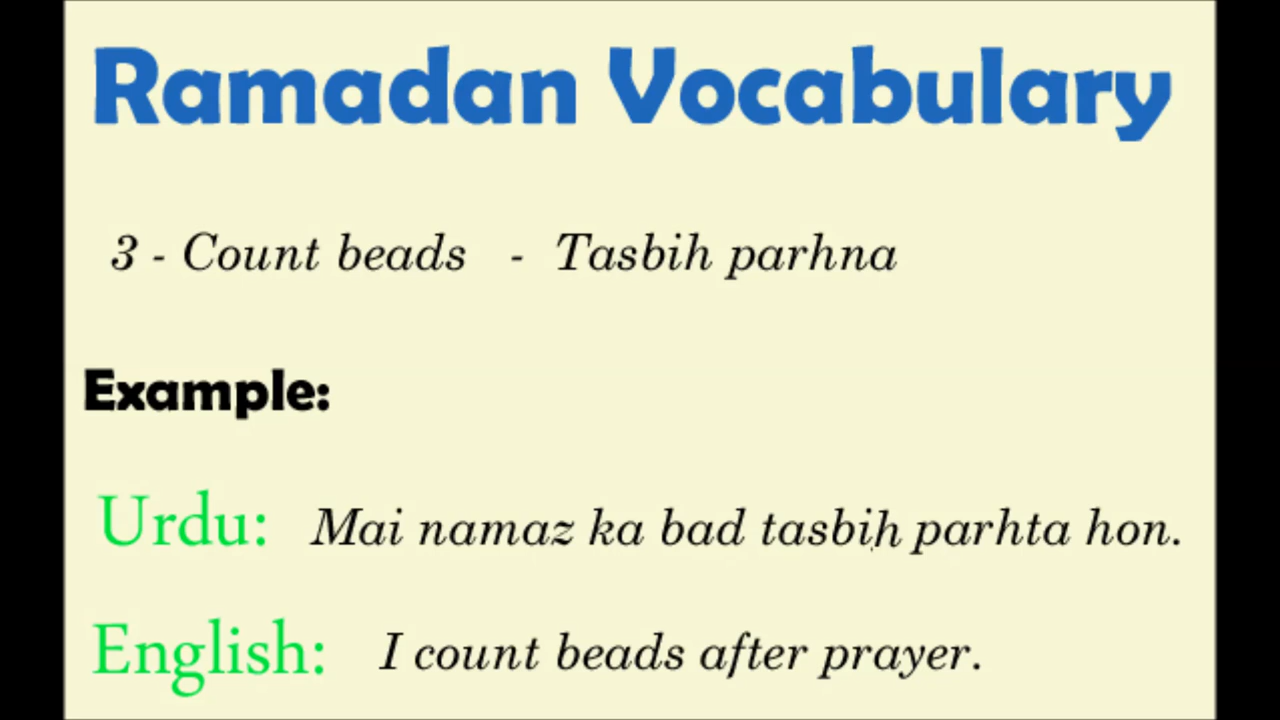 Ramadan Vocabulary
3 - Count beads - Tasbih parhna
Example:
Urdu: Mai namaz ka bad tasbih parhta hon.
English: I count beads after prayer.